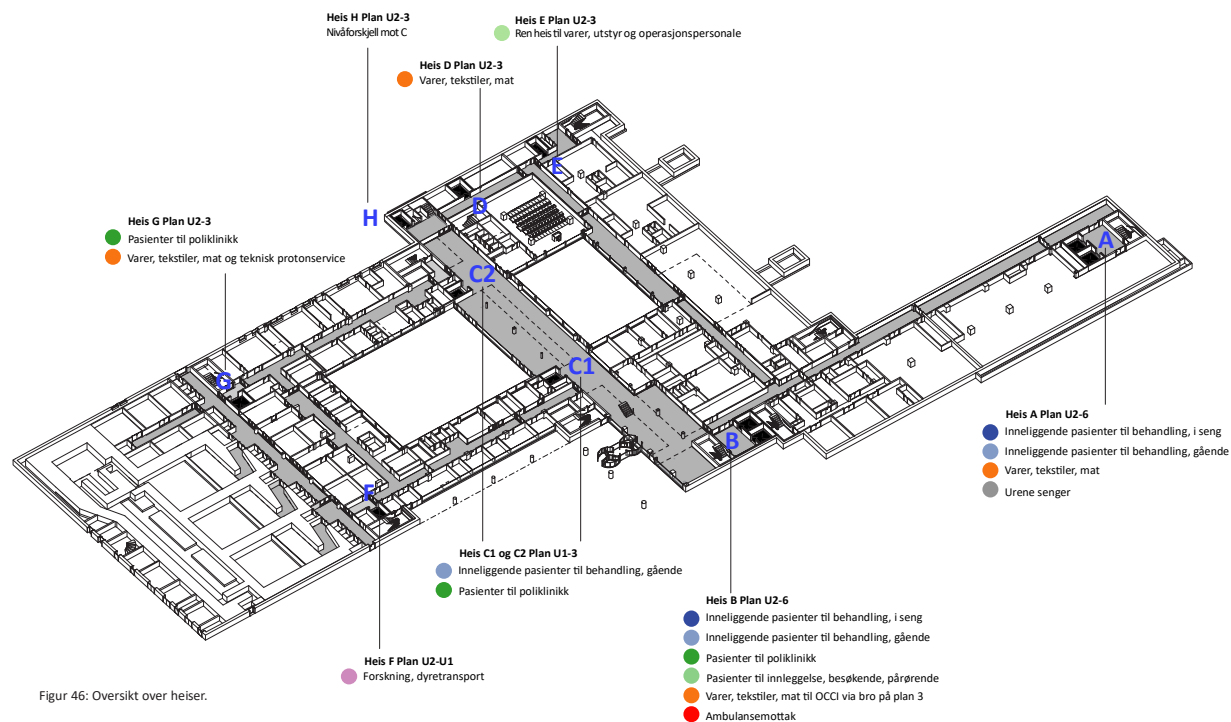 Heis H Plan U2-3
Nivåforskjell mot C
Heis E Plan U2-3
Ren heis til varer, utstyr og operasjonspersonale
Heis D Plan U2-3
Varer, tekstiler, mat
E
D
H
Heis G Plan U2-3
Pasienter til poliklinikk
Varer, tekstiler, mat og teknisk protonservice
A
C2
C1
G
B
F
Heis A Plan U2-6
Inneliggende pasienter til behandling, i seng
Inneliggende pasienter til behandling, gående
Varer, tekstiler, mat
Urene senger
Heis C1 og C2 Plan U1-3
Inneliggende pasienter til behandling, gående
Pasienter til poliklinikk
Heis B Plan U2-6
Inneliggende pasienter til behandling, i seng
Inneliggende pasienter til behandling, gående
Pasienter til poliklinikk
Pasienter til innleggelse, besøkende, pårørende
Varer, tekstiler, mat til OCCI via bro på plan 3
Ambulansemottak
Heis F Plan U2-U1
Forskning, dyretransport
Figur 46: Oversikt over heiser.